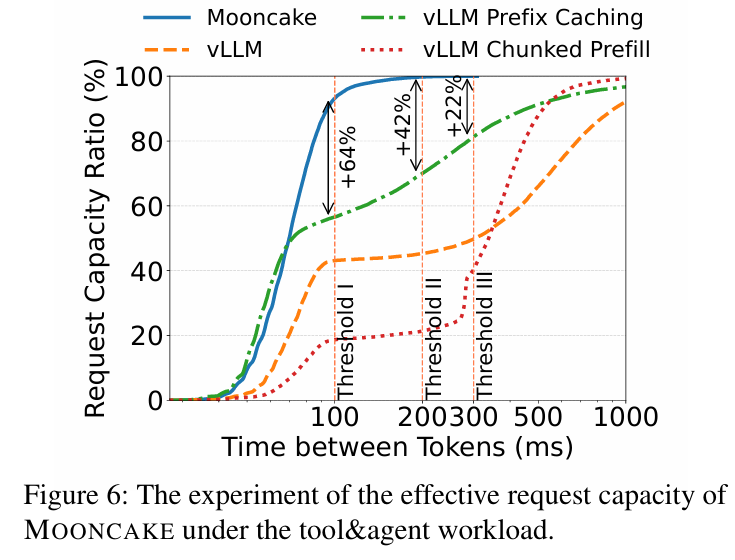 Mooncake
vLLM
vLLM Prefix Caching
vLLM Chunked Prefill
Request Capacity Ratio (%)
100
80
60
40
20
0
+64%
+42%
+22%
Threshold I
Threshold II
Threshold III
100
200
300
500
1000
Time between Tokens (ms)
Figure 6: The experiment of the effective request capacity of
MOONCAKE under the tool&agent workload.